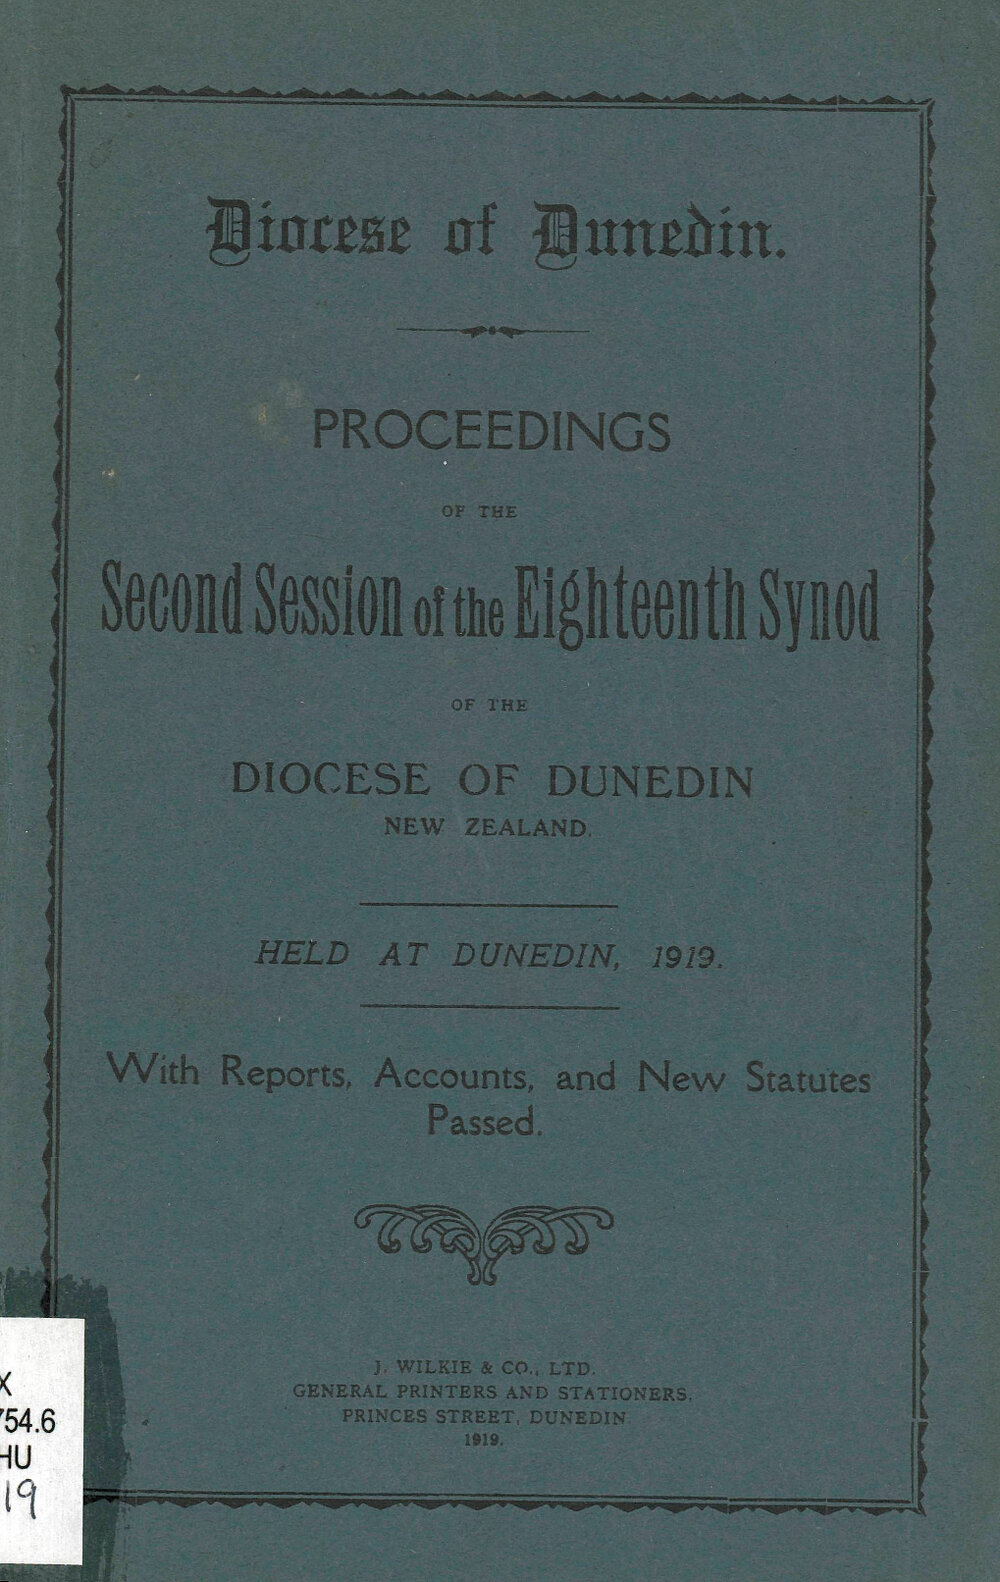 Diocese of Dunedin.
PROCEEDINGS
OF THE
Second Session of the Eighteenth Synod
OF THE
DIOCESE OF DUNEDIN
NEW ZEALAND.
HELD AT DUNEDIN, 1919.
With Reports, Accounts, and New Statutes
Passed.
J. WILKIE & CO., LTD.
GENERAL PRINTERS AND STATIONERS,
PRINCES STREET, DUNEDIN
1919.
X
754.6
HU
19